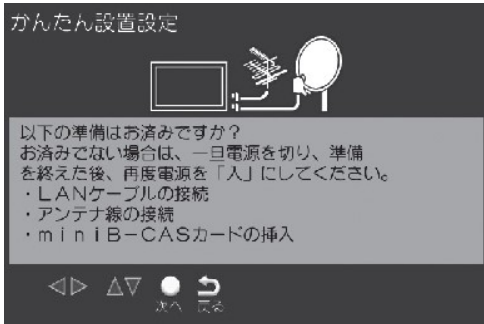 かんたん設置設定
以下の準備はお済みですか？
お済みでない場合は、一旦電源を切り、準備
を終えた後、再度電源を「入」にしてください。
・ＬＡＮケーブルの接続
・アンテナ線の接続
・ｍｉｎｉＢ－ＣＡＳカードの挿入
次へ 戻る